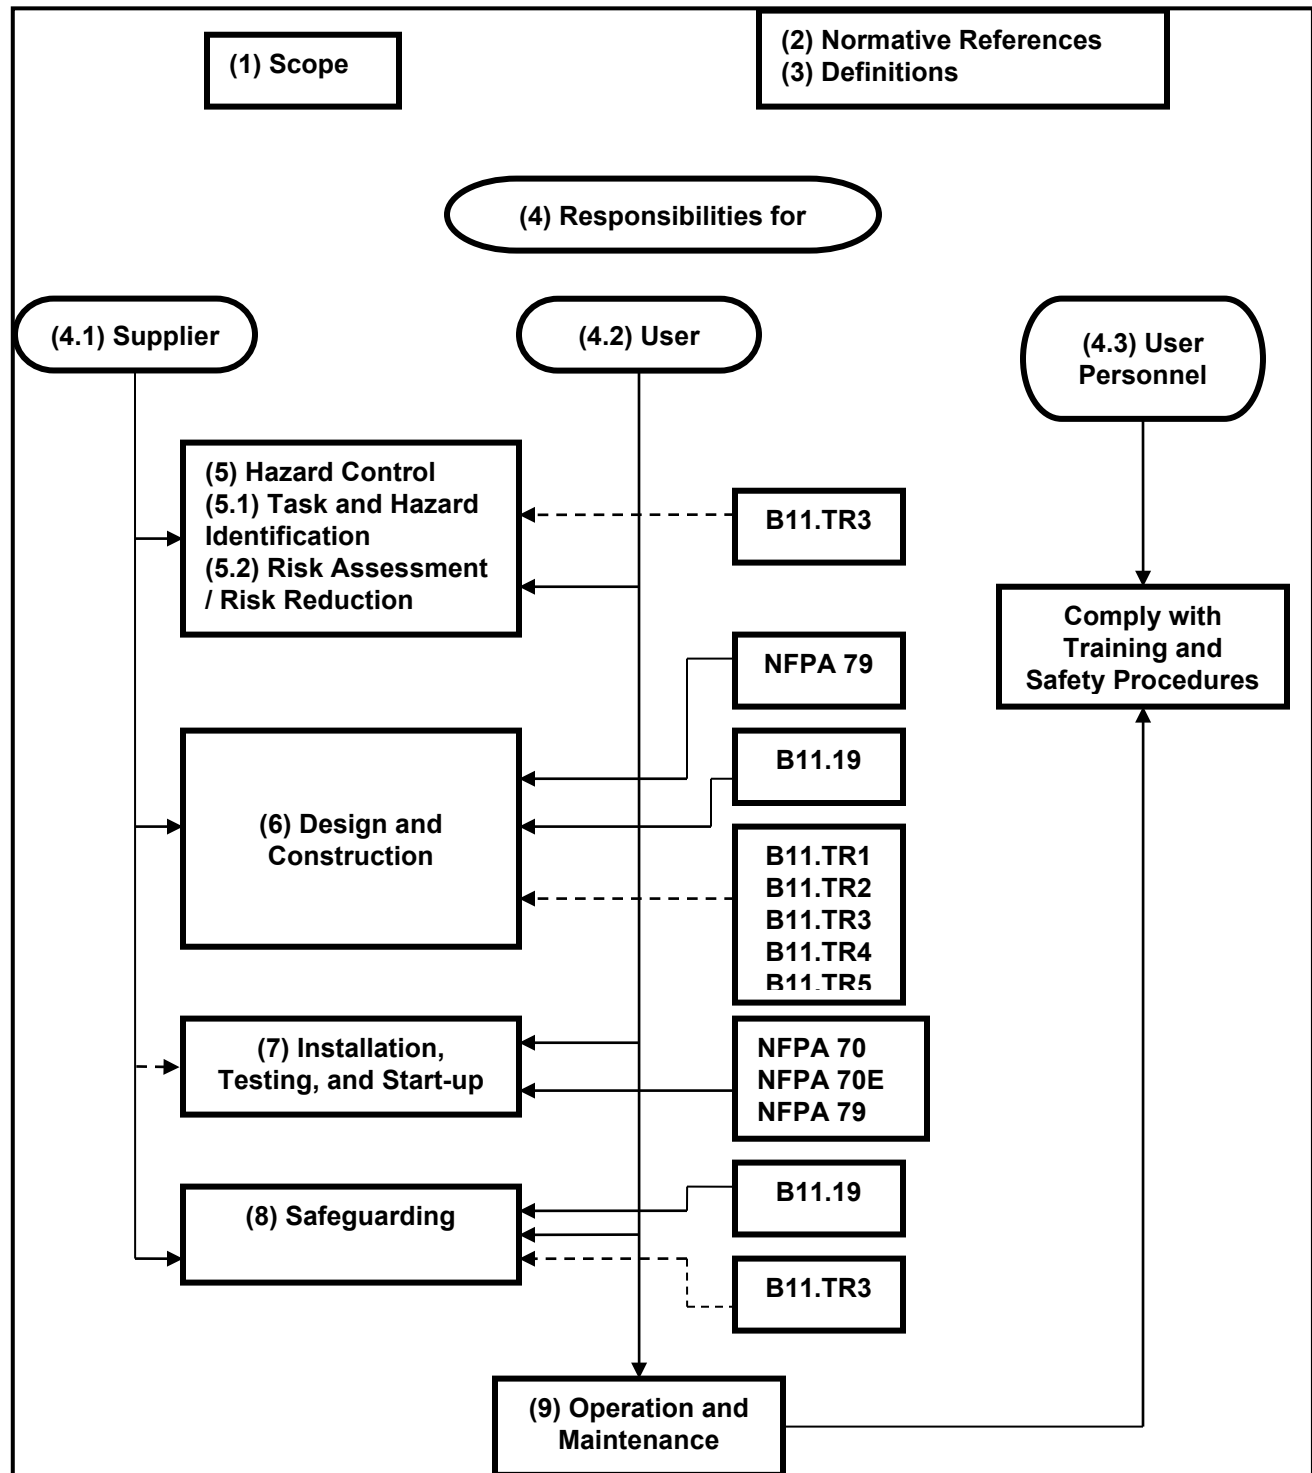 (1) Scope
(2) Normative References
(3) Definitions
(4) Responsibilities for
(4.1) Supplier
(4.2) User
(4.3) User
Personnel
(5) Hazard Control
(5.1) Task and Hazard
Identification
(5.2) Risk Assessment
/ Risk Reduction
B11.TR3
Comply with
Training and
Safety Procedures
NFPA 79
B11.19
(6) Design and
Construction
B11.TR1
B11.TR2
B11.TR3
B11.TR4
B11.TR5
(7) Installation,
Testing, and Start-up
NFPA 70
NFPA 70E
NFPA 79
(8) Safeguarding
B11.19
B11.TR3
(9) Operation and
Maintenance